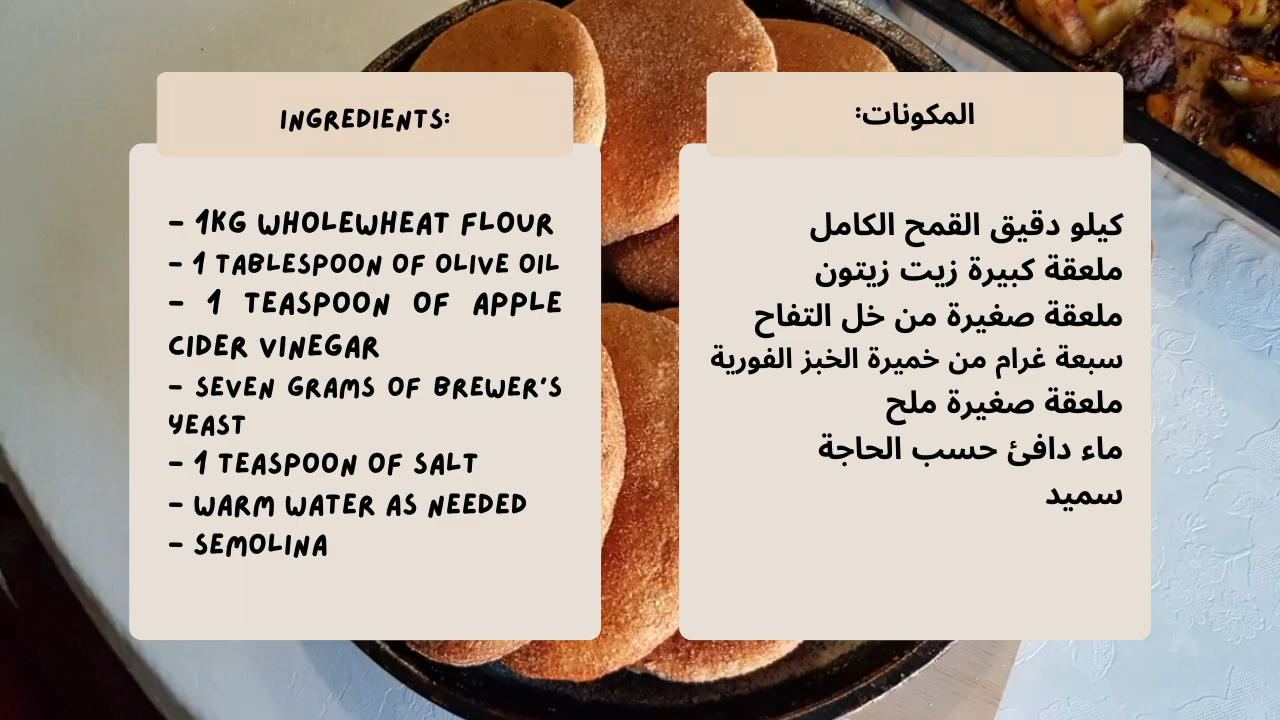 INGREDIENTS:
- 1KG WHOLEWHEAT FLOUR
- 1 TABLESPOON OF OLIVE OIL
- 1 TEASPOON OF APPLE
CIDER VINEGAR
- SEVEN GRAMS OF BREWER'S
YEAST
- 1 TEASPOON OF SALT
- WARM WATER AS NEEDED
- SEMOLINA
المكونات:
كيلو دقيق القمح الكامل
ملعقة كبيرة زيت زيتون
ملعقة صغيرة من خل التفاح
سبعة غرام من خميرة الخبز الفورية
ملعقة صغيرة ملح
ماء دافئ حسب الحاجة
سميد